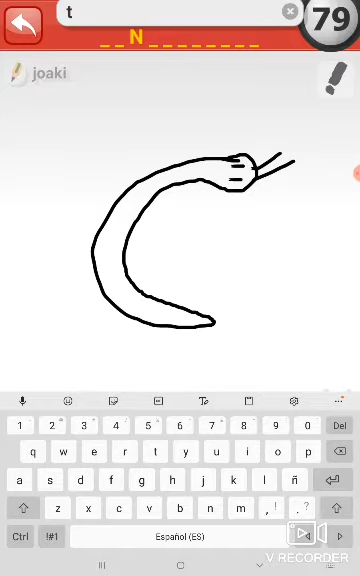 t
79
_ _ N _ _ _ _ _ _ _ _
joaki
1 2 3 4 5 6 7 8 9 0 Del
q w e r t y u i o p
a s d f g h j k l ñ
z x c v b n m , ! . ?
Ctrl !#1 Español (ES)
V RECORDER